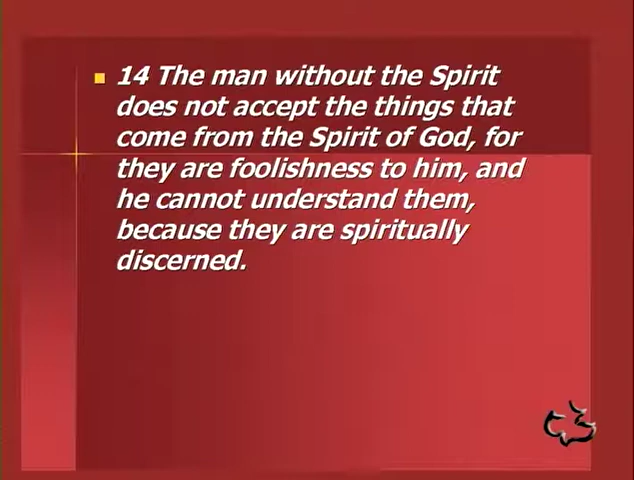 14 The man without the Spirit
does not accept the things that
come from the Spirit of God, for
they are foolishness to him, and
he cannot understand them,
because they are spiritually
discerned.